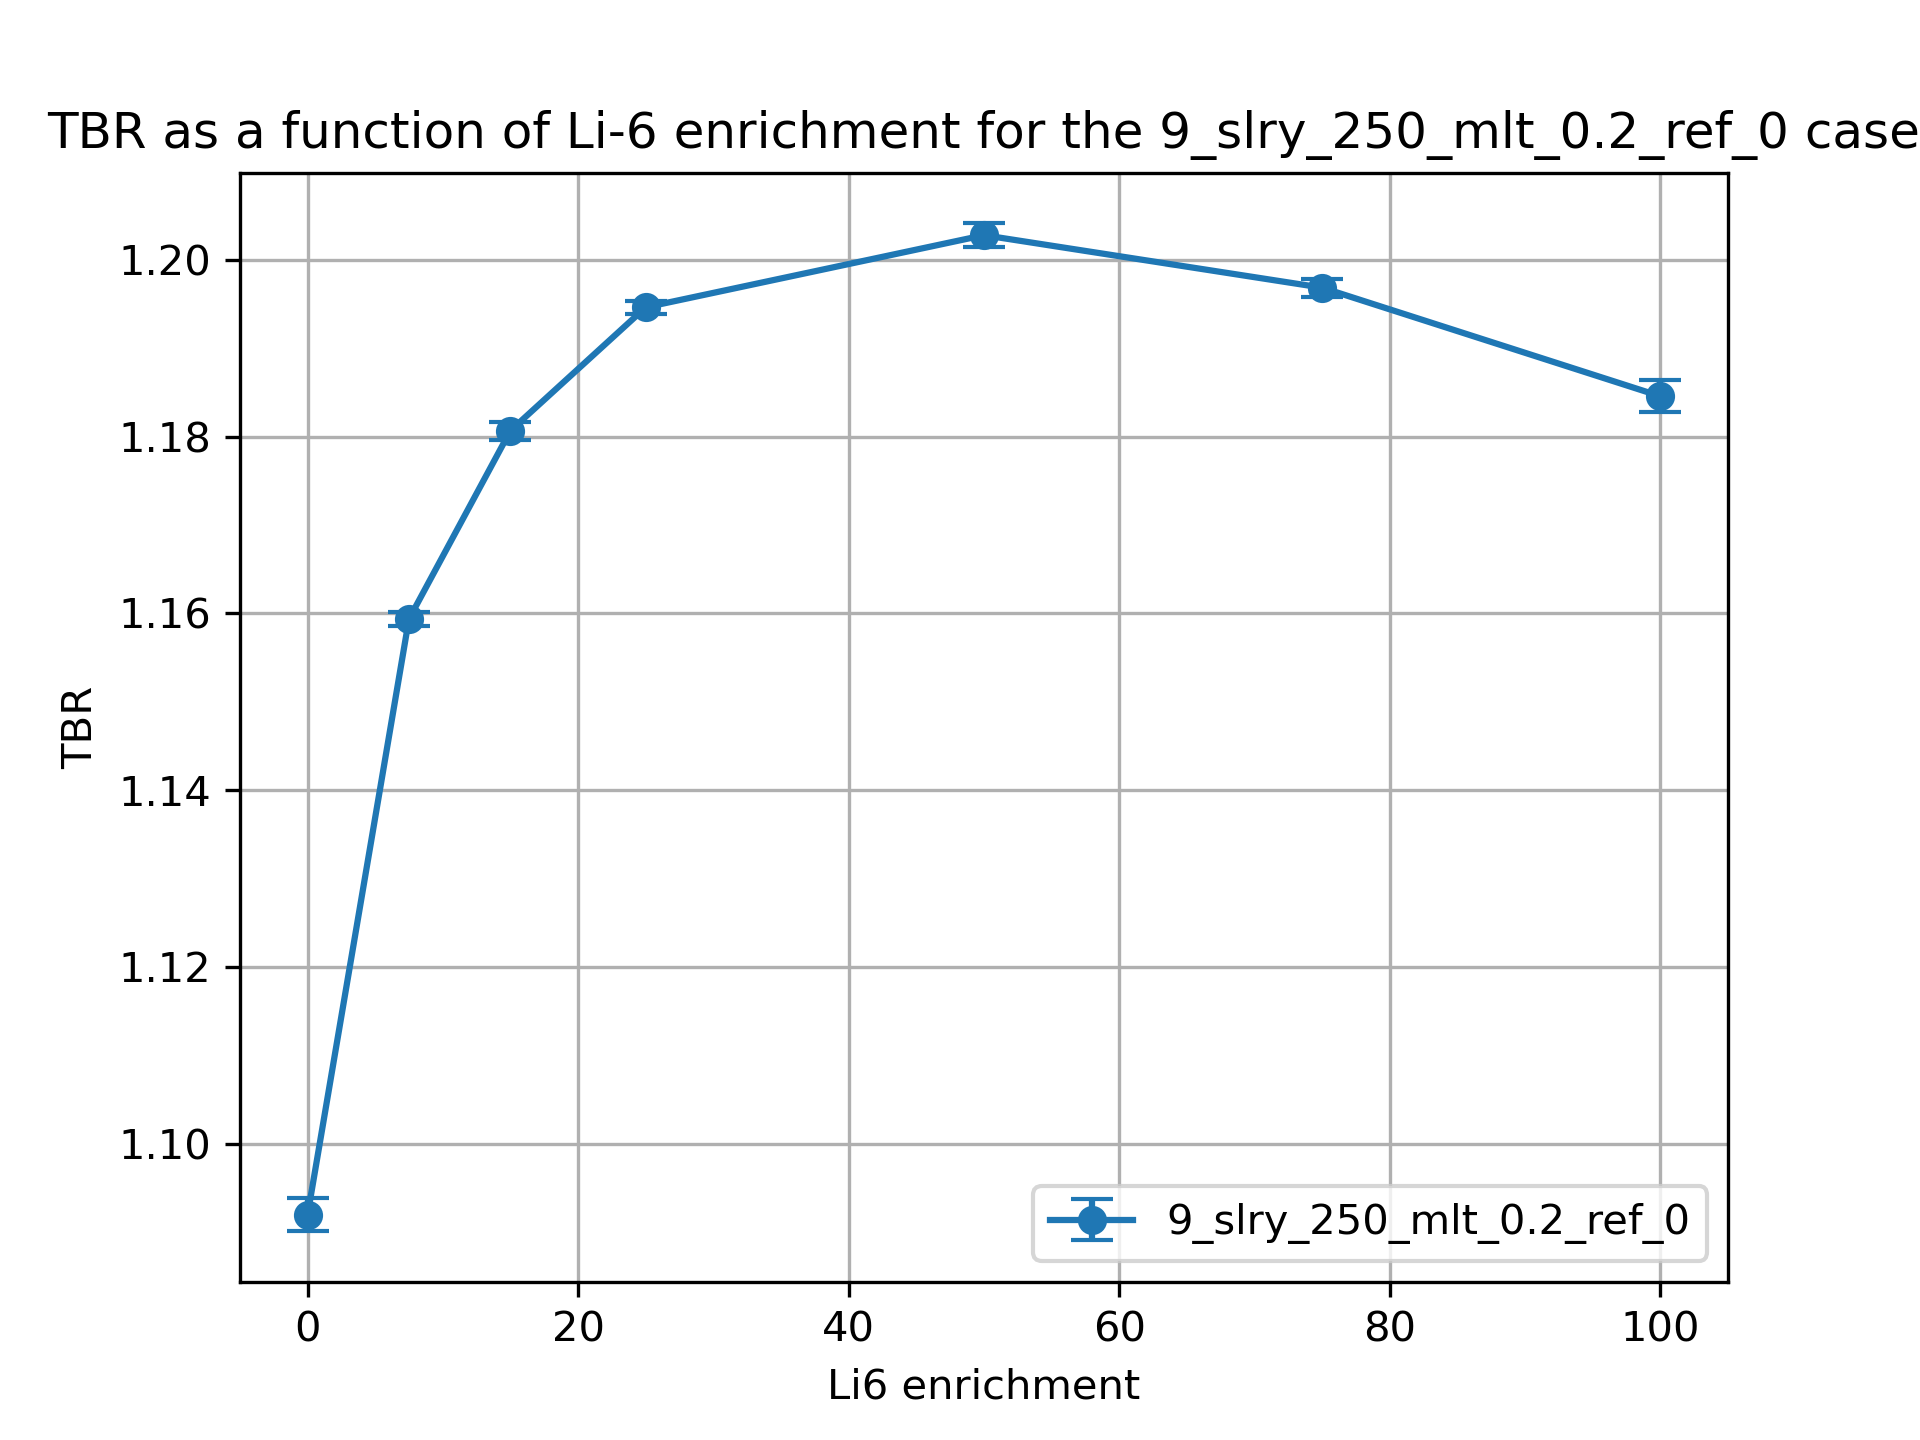 TBR as a function of Li-6 enrichment for the 9_slry_250_mlt_0.2_ref_0 case
1.20
1.18
1.16
1.14
1.12
1.10
TBR
9_slry_250_mlt_0.2_ref_0
0 20 40 60 80 100
Li6 enrichment